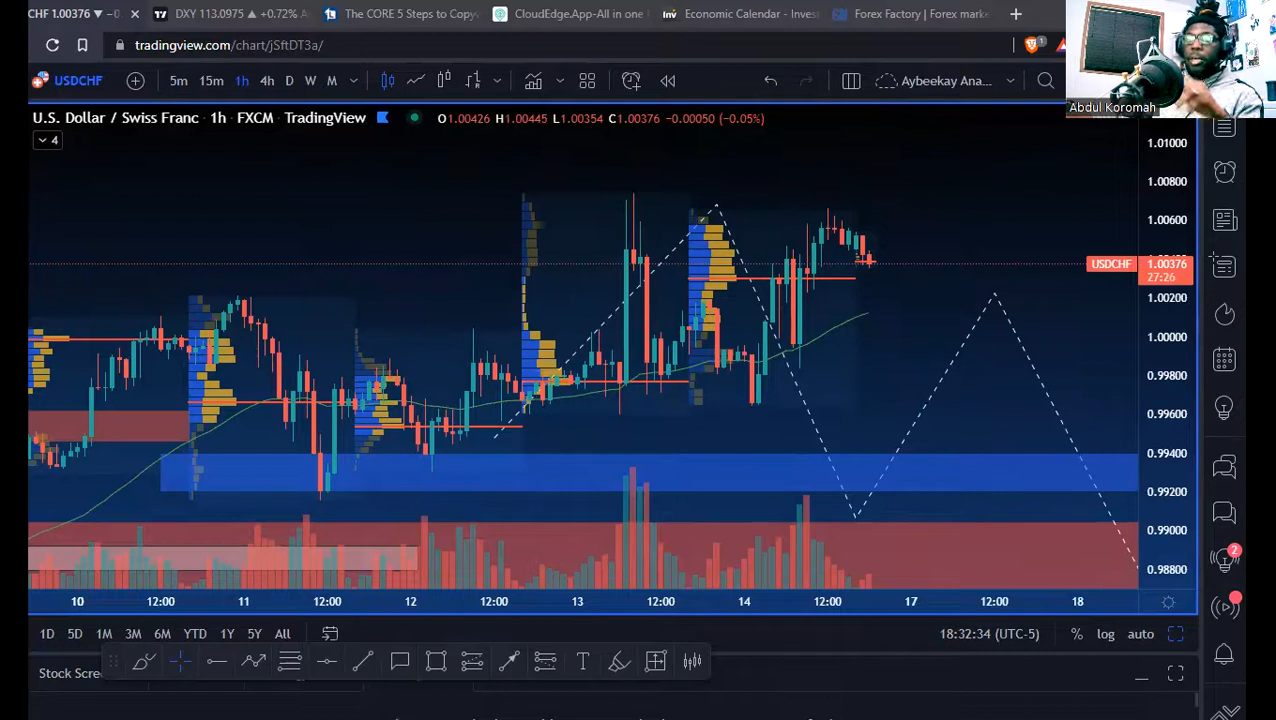 CHF 1.00376 ▼ −0.
DXY 113.0975 ▲ +0.72%
The CORE 5 Steps to Copy
CloudEdge.App-All in one
Economic Calendar - Inves
Forex Factory | Forex mark
tradingview.com/chart/jSftDT3a/
1
Abdul Koromah
USDCHF
5m 15m 1h 4h D W M
Aybeekay Ana...
U.S. Dollar / Swiss Franc · 1h · FXCM · TradingView
O1.00426 H1.00445 L1.00354 C1.00376 −0.00050 (−0.05%)
4
1.01000
1.00800
1.00600
USDCHF 1.00376
27:26
1.00200
1.00000
0.99800
0.99600
0.99400
0.99200
0.99000
0.98800
2
10 12:00 11 12:00 12 12:00 13 12:00 14 12:00 17 12:00 18
1D 5D 1M 3M 6M YTD 1Y 5Y All
18:32:34 (UTC-5) % log auto
T
Stock Scre